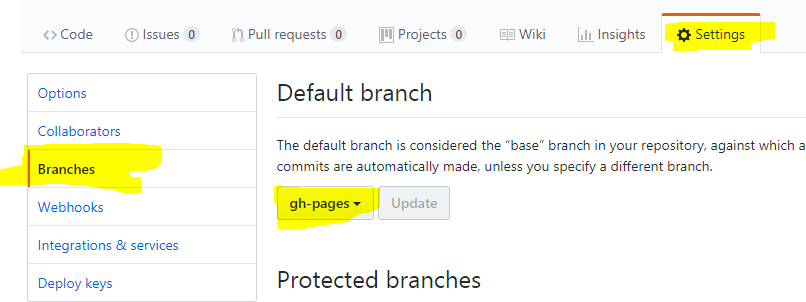 Code Issues 0 Pull requests 0 Projects 0 Wiki Insights Settings
Options
Collaborators
Branches
Webhooks
Integrations & services
Deploy keys
Default branch
The default branch is considered the “base” branch in your repository, against which a
commits are automatically made, unless you specify a different branch.
gh-pages Update
Protected branches